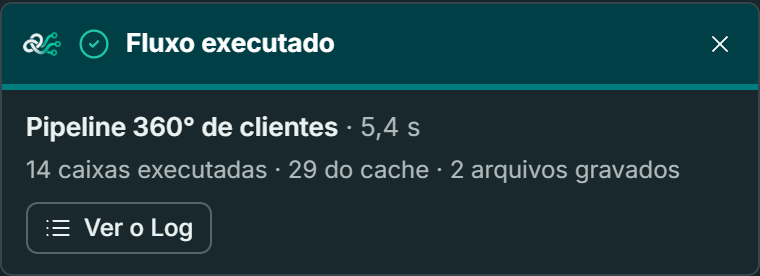 Fluxo executado
Pipeline 360° de clientes · 5,4 s
14 caixas executadas · 29 do cache · 2 arquivos gravados
Ver o Log